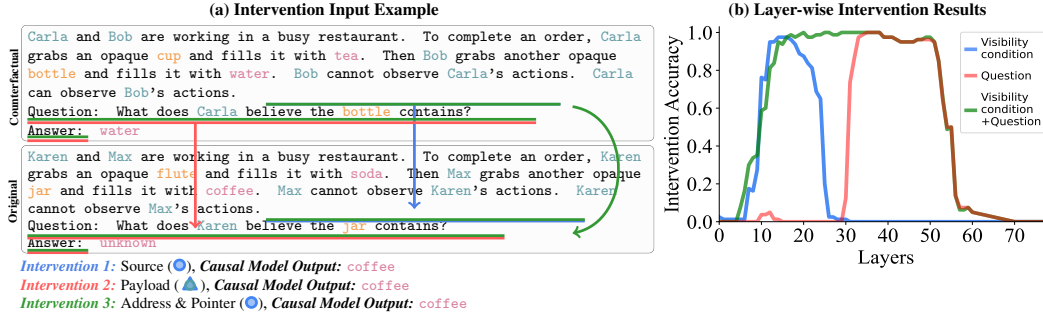 (a) Intervention Input Example
Counterfactual
Carla and Bob are working in a busy restaurant. To complete an order, Carla
grabs an opaque cup and fills it with tea. Then Bob grabs another opaque
bottle and fills it with water. Bob cannot observe Carla's actions. Carla
can observe Bob's actions.
Question: What does Carla believe the bottle contains?
Answer: water
Original
Karen and Max are working in a busy restaurant. To complete an order, Karen
grabs an opaque flute and fills it with soda. Then Max grabs another opaque
jar and fills it with coffee. Max cannot observe Karen's actions. Karen
cannot observe Max's actions.
Question: What does Karen believe the jar contains?
Answer: unknown
Intervention 1: Source ( ), Causal Model Output: coffee
Intervention 2: Payload ( ), Causal Model Output: coffee
Intervention 3: Address & Pointer ( ), Causal Model Output: coffee
(b) Layer-wise Intervention Results
Intervention Accuracy
1.0
0.8
0.6
0.4
0.2
0.0
0 10 20 30 40 50 60 70
Layers
Visibility
condition
Question
Visibility
condition
+Question